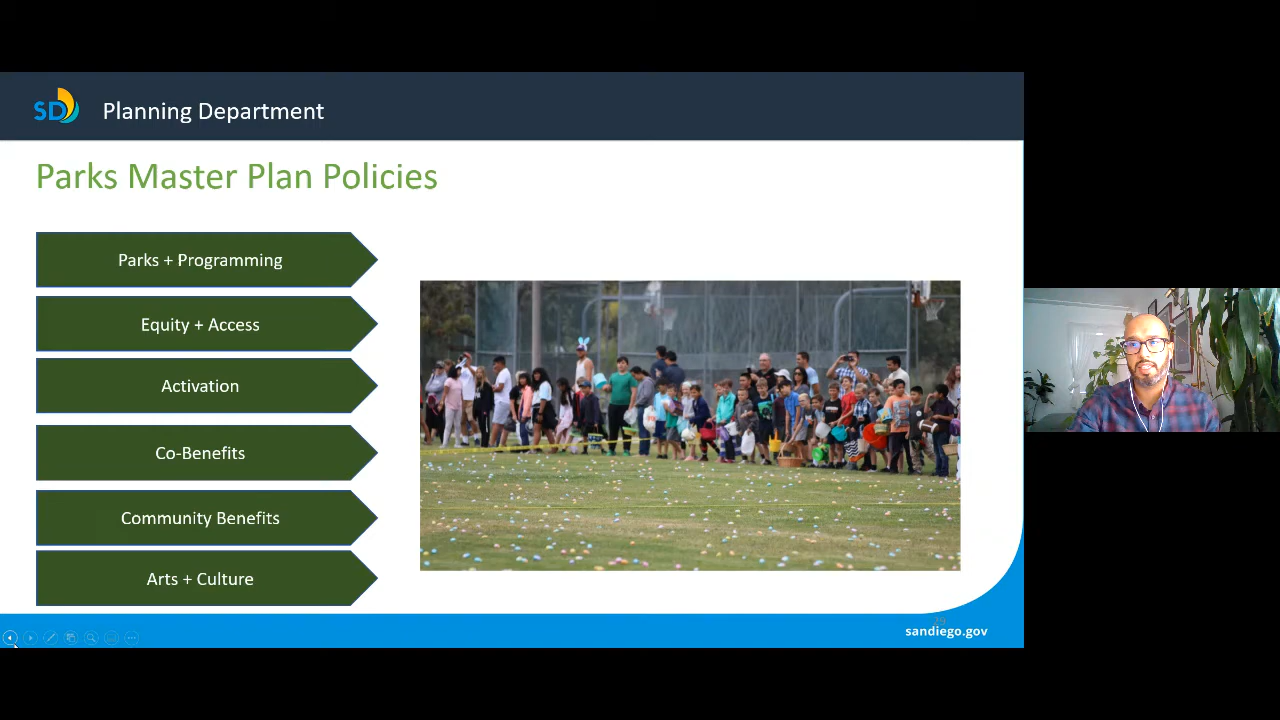 SD
Planning Department
Parks Master Plan Policies
Parks + Programming
Equity + Access
Activation
Co-Benefits
Community Benefits
Arts + Culture
29
sandiego.gov